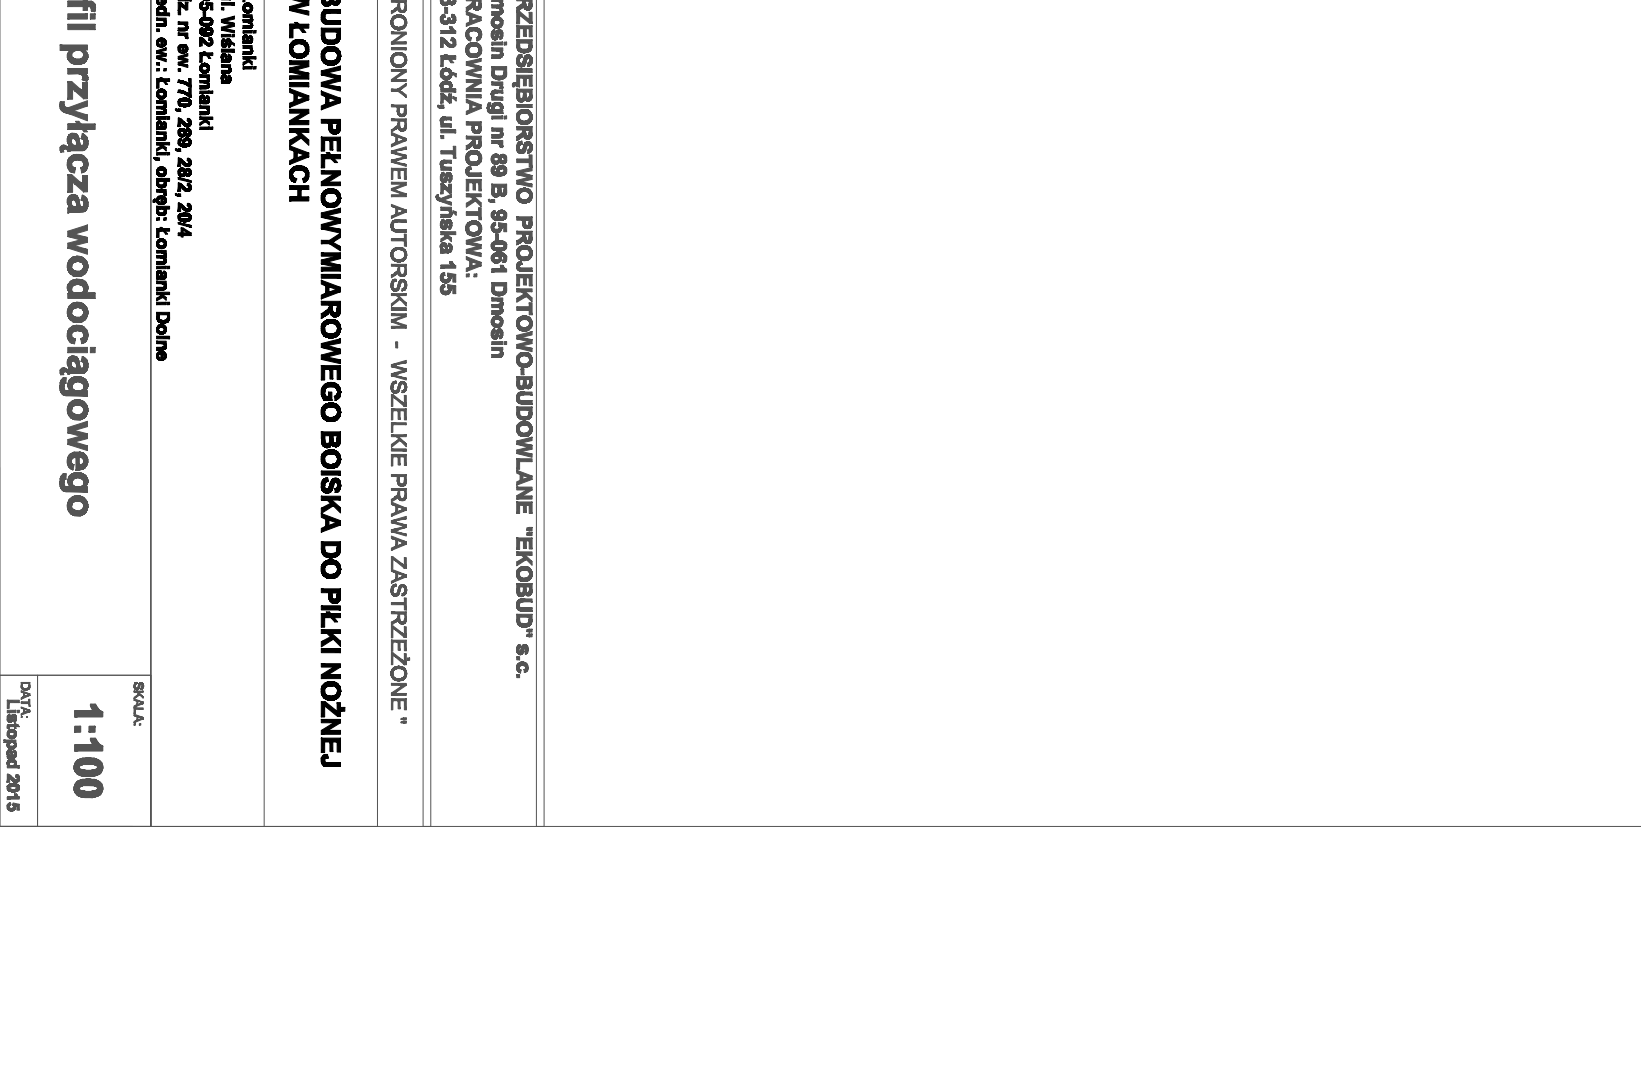 RZEDSIĘBIORSTWO PROJEKTOWO-BUDOWLANE "EKOBUD" s.c.
mosin Drugi nr 89 B, 95-061 Dmosin
RACOWNIA PROJEKTOWA:
3-312 Łódź, ul. Tuszyńska 155
RONIONY PRAWEM AUTORSKIM - WSZELKIE PRAWA ZASTRZEŻONE "
BUDOWA PEŁNOWYMIAROWEGO BOISKA DO PIŁKI NOŻNEJ
W ŁOMIANKACH
Łomianki
l. Wiślana
05-092 Łomianki
z. nr ew. 770, 289, 28/2, 20/4
edn. ew.: Łomianki, obręb: Łomianki Dolne
fil przyłącza wodociągowego
SKALA:
1:100
DATA:
Listopad 2015